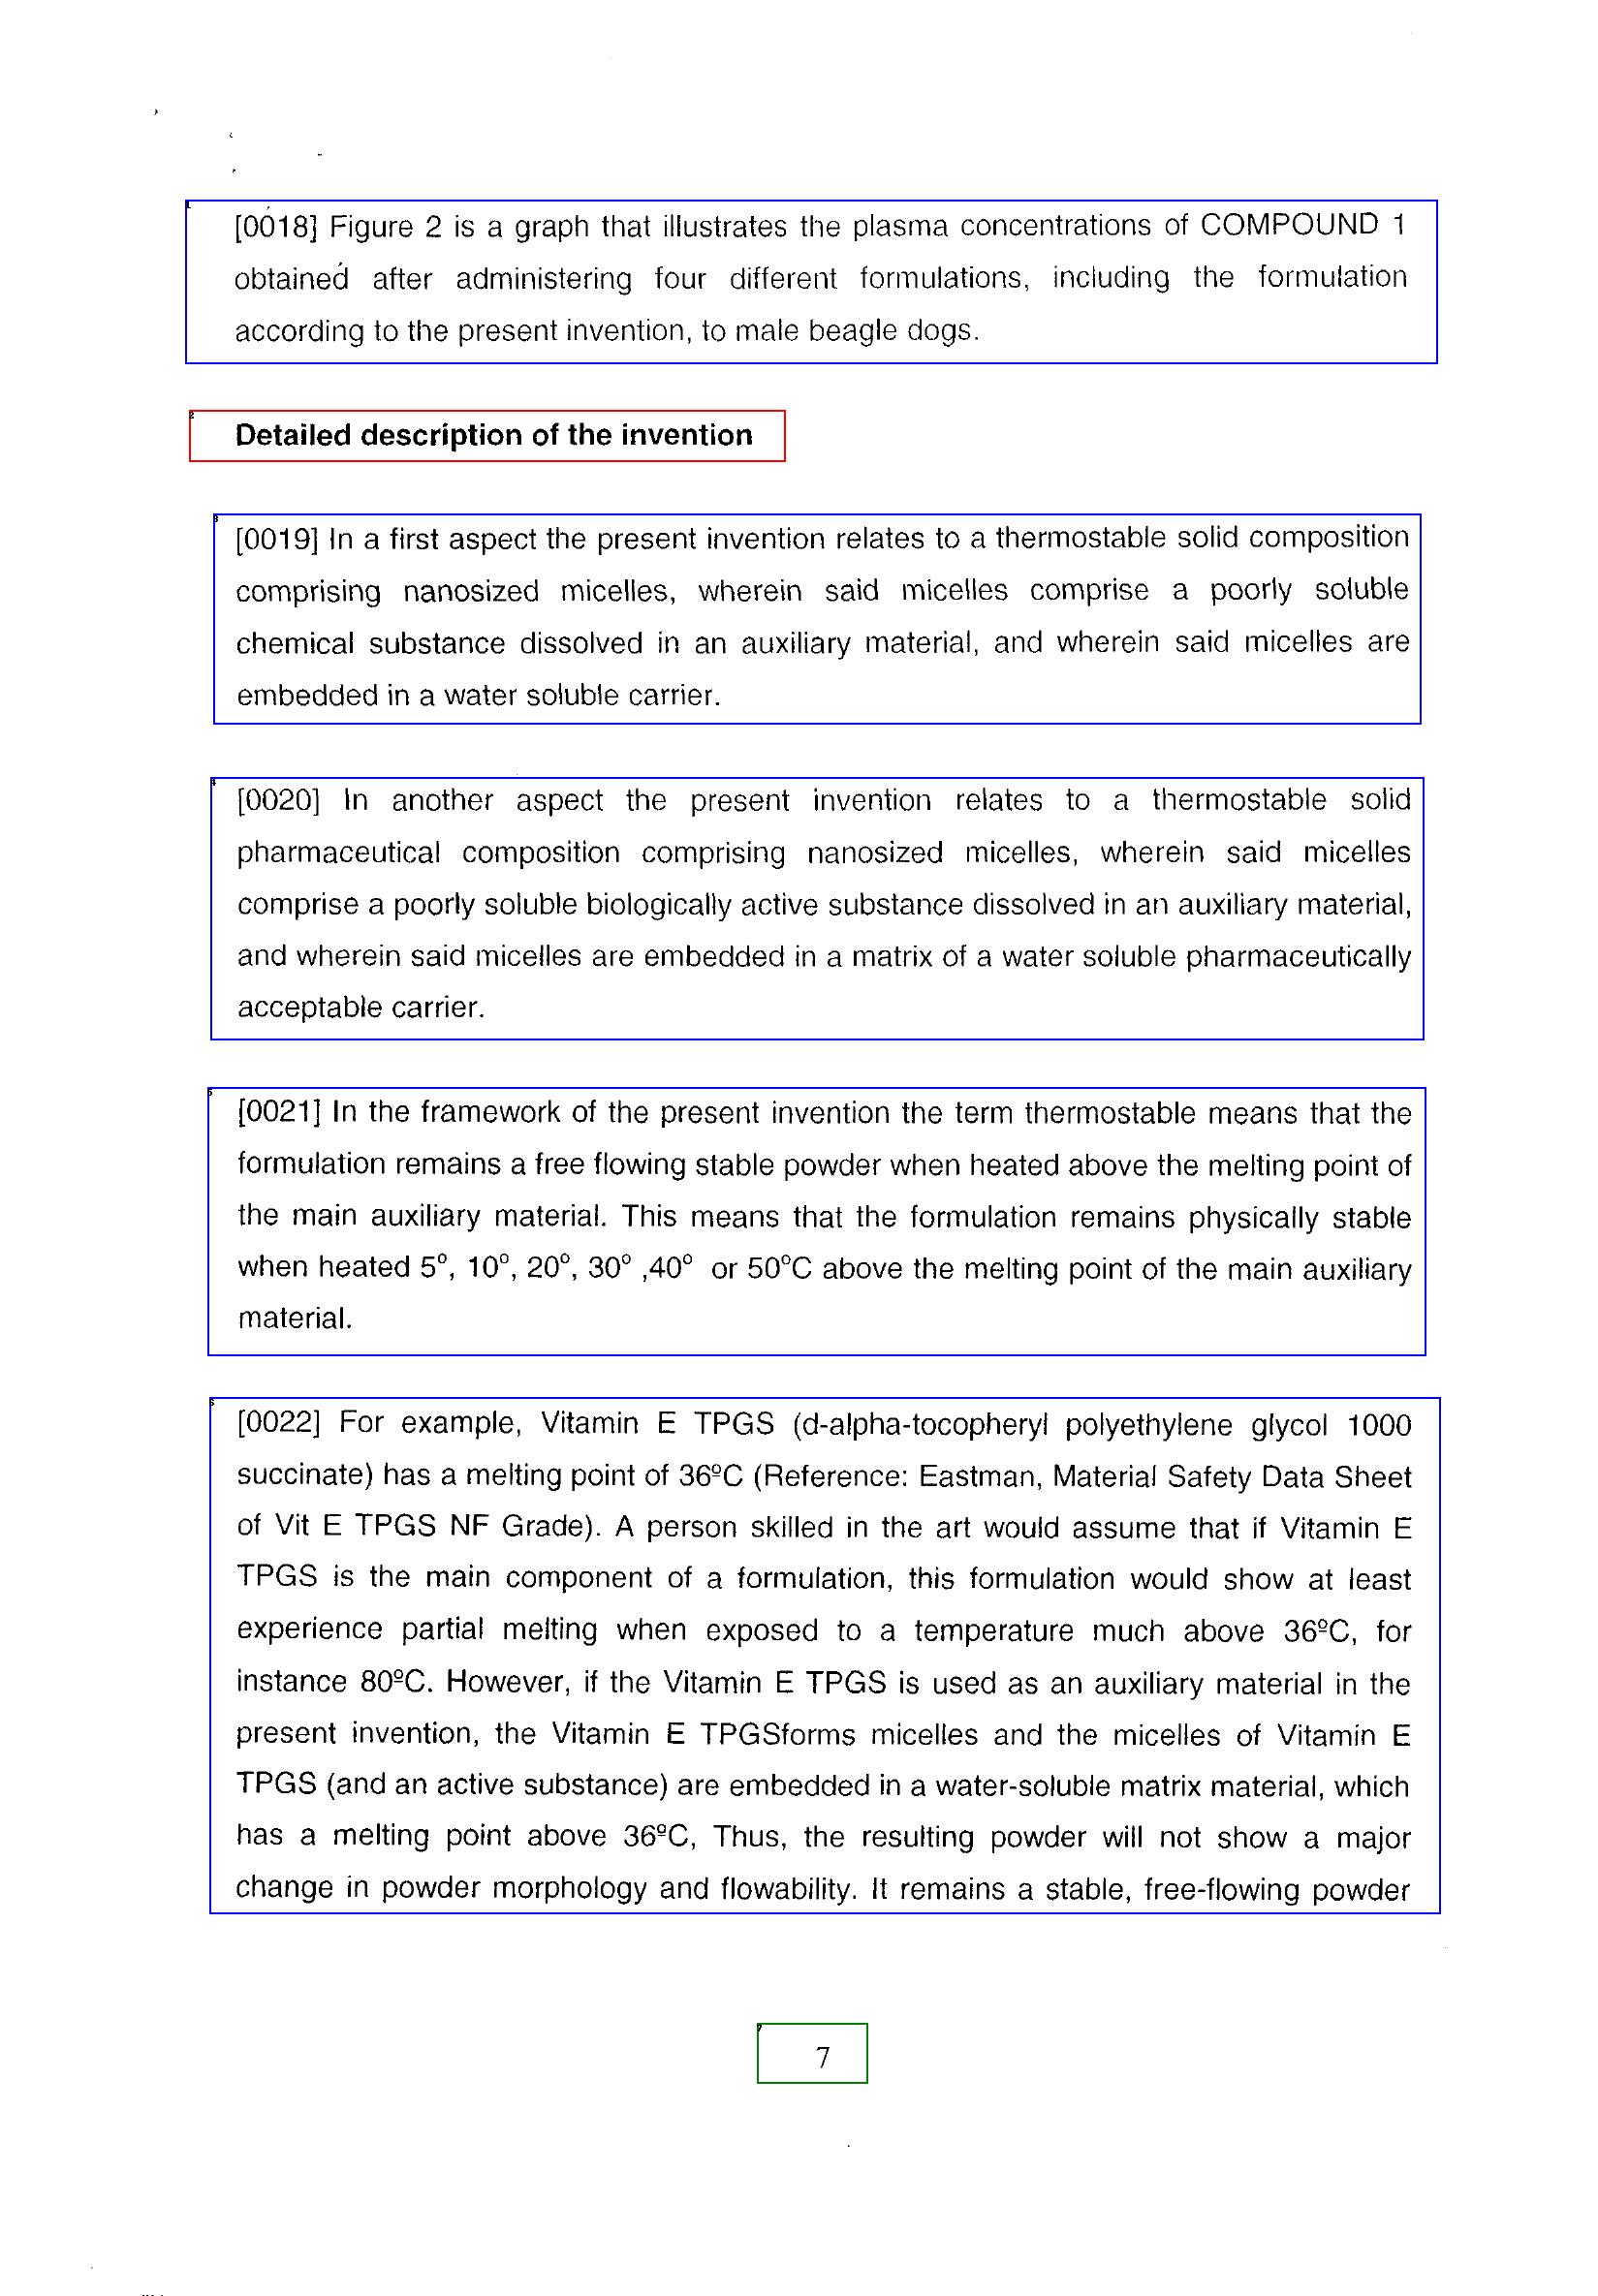 [0018] Figure 2 is a graph that illustrates the plasma concentrations of COMPOUND 1
obtained after administering four different formulations, including the formulation
according to the present invention, to male beagle dogs.
Detailed description of the invention
[0019] In a first aspect the present invention relates to a thermostable solid composition
comprising nanosized micelles, wherein said micelles comprise a poorly soluble
chemical substance dissolved in an auxiliary material, and wherein said micelles are
embedded in a water soluble carrier.
[0020] In another aspect the present invention relates to a thermostable solid
pharmaceutical composition comprising nanosized micelles, wherein said micelles
comprise a poorly soluble biologically active substance dissolved in an auxiliary material,
and wherein said micelles are embedded in a matrix of a water soluble pharmaceutically
acceptable carrier.
[0021] In the framework of the present invention the term thermostable means that the
formulation remains a free flowing stable powder when heated above the melting point of
the main auxiliary material. This means that the formulation remains physically stable
when heated 5º, 10º, 20º, 30º ,40º or 50ºC above the melting point of the main auxiliary
material.
[0022] For example, Vitamin E TPGS (d-alpha-tocopheryl polyethylene glycol 1000
succinate) has a melting point of 36ºC (Reference: Eastman, Material Safety Data Sheet
of Vit E TPGS NF Grade). A person skilled in the art would assume that if Vitamin E
TPGS is the main component of a formulation, this formulation would show at least
experience partial melting when exposed to a temperature much above 36ºC, for
instance 80ºC. However, if the Vitamin E TPGS is used as an auxiliary material in the
present invention, the Vitamin E TPGSforms micelles and the micelles of Vitamin E
TPGS (and an active substance) are embedded in a water-soluble matrix material, which
has a melting point above 36ºC, Thus, the resulting powder will not show a major
change in powder morphology and flowability. It remains a stable, free-flowing powder
7